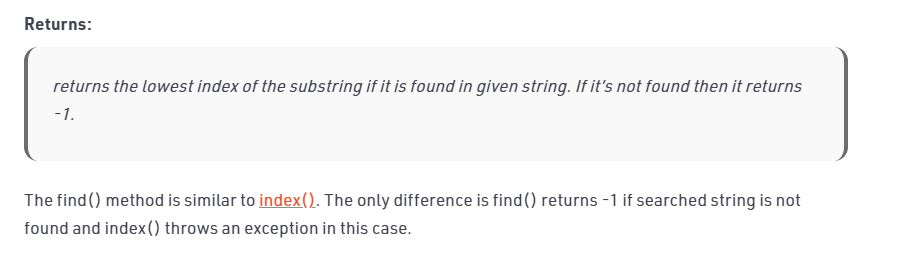 Returns:
returns the lowest index of the substring if it is found in given string. If it's not found then it returns
-1.
The find() method is similar to index(). The only difference is find() returns -1 if searched string is not
found and index() throws an exception in this case.